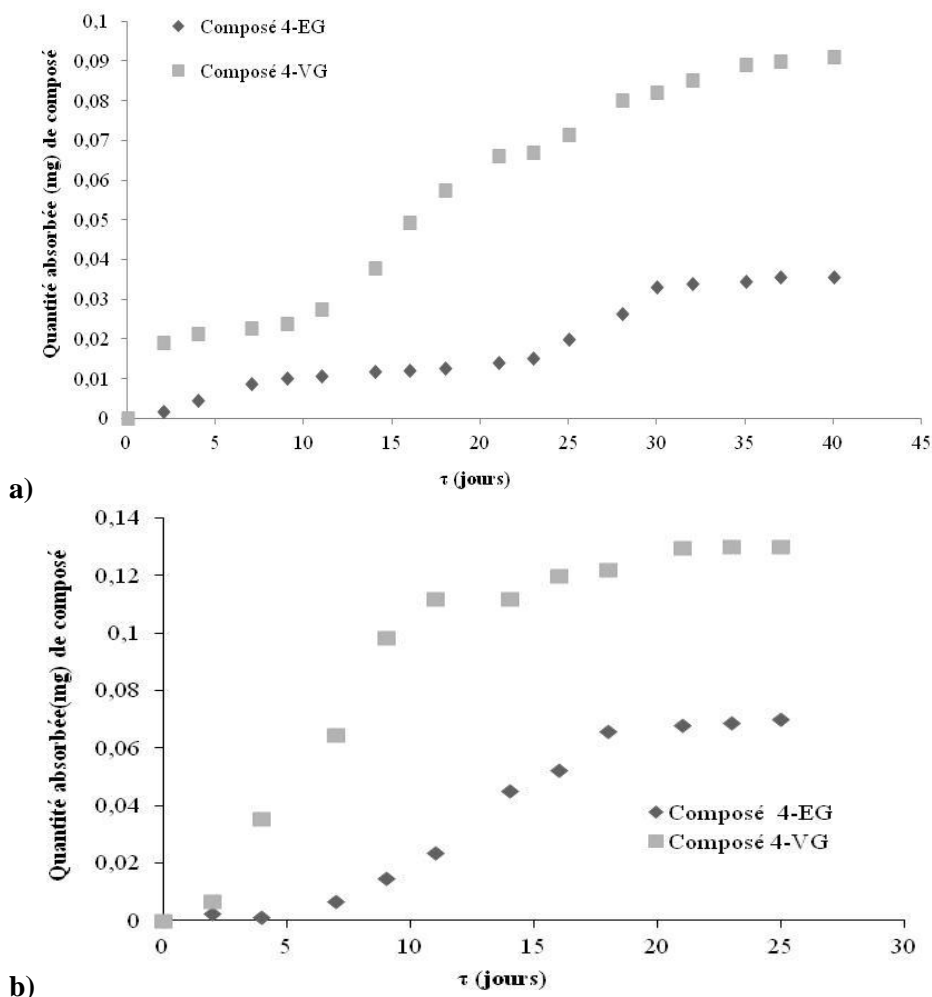 0,1
0,09
0,08
0,07
0,06
0,05
0,04
0,03
0,02
0,01
0
Quantité absorbée (mg) de composé
Composé 4-EG
Composé 4-VG
0 5 10 15 20 25 30 35 40 45
τ (jours)
a)
0,14
0,12
0,1
0,08
0,06
0,04
0,02
0
Quantité absorbée(mg) de composé
Composé 4-EG
Composé 4-VG
0 5 10 15 20 25 30
τ (jours)
b)